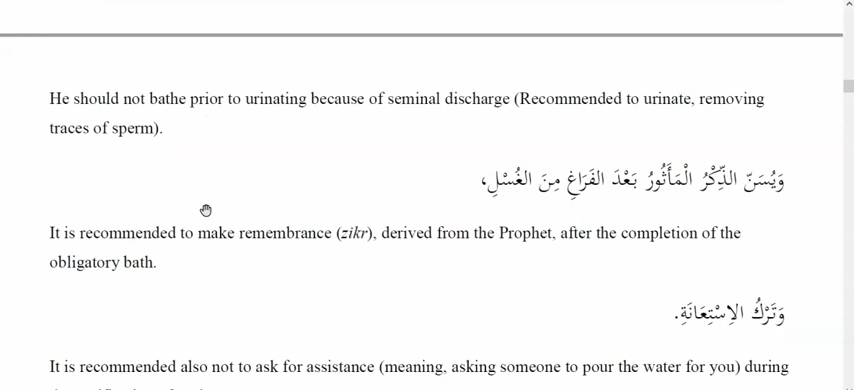 He should not bathe prior to urinating because of seminal discharge (Recommended to urinate, removing
traces of sperm).
وَيُسَنّ الذِّكْرُ الْمَأَثُورُ بَعْدَ الفَرَاغِ مِنَ الغُسْلِ،
It is recommended to make remembrance (zikr), derived from the Prophet, after the completion of the
obligatory bath.
وَتَرْكُ الاِسْتِعَانَةِ.
It is recommended also not to ask for assistance (meaning, asking someone to pour the water for you) during